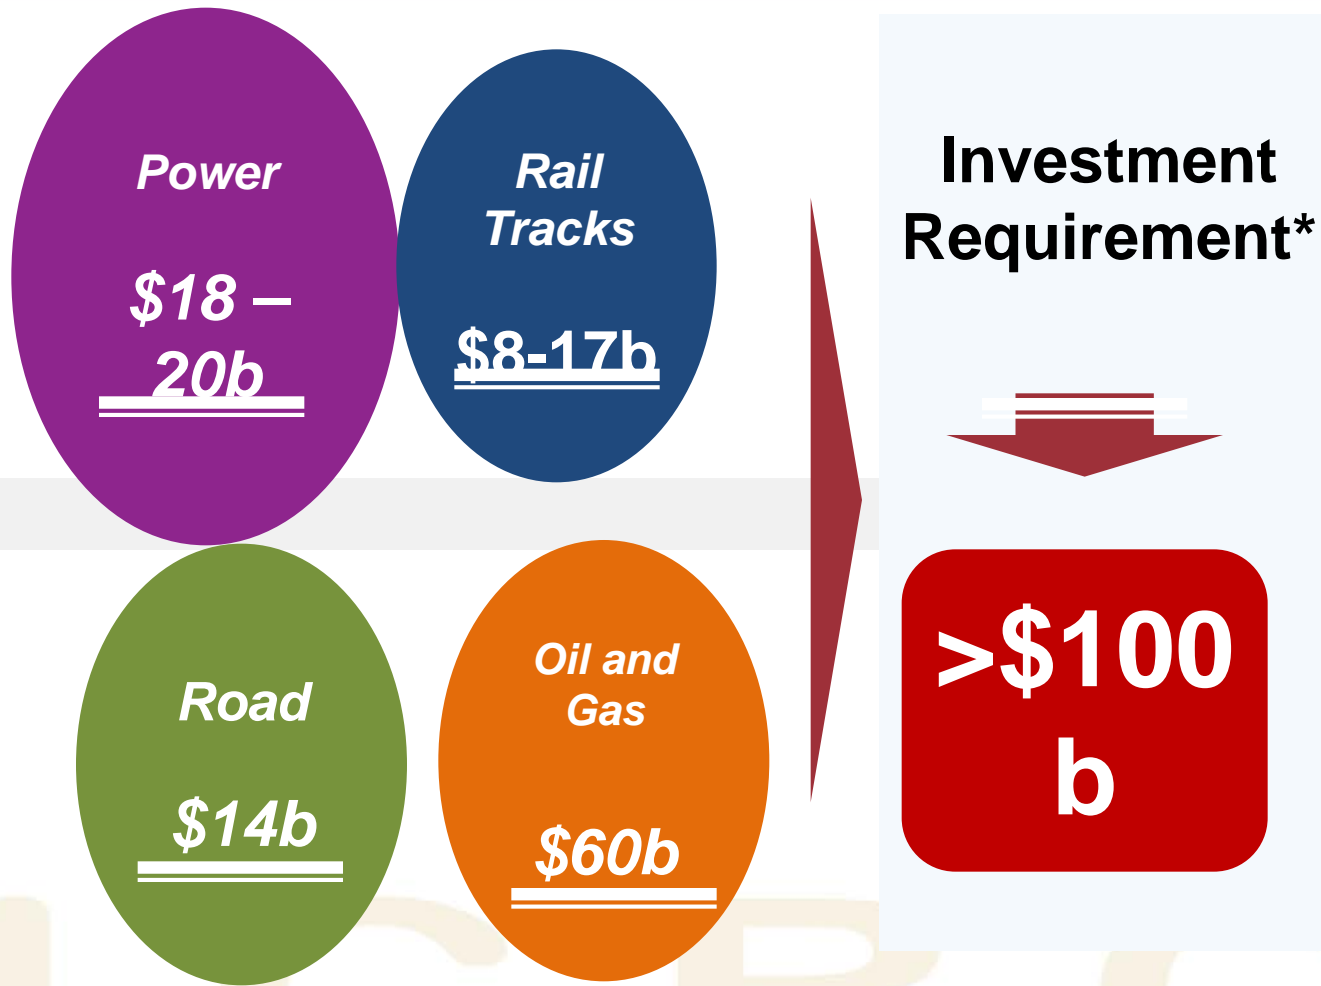 Power
$18 –
20b
Rail
Tracks
$8-17b
Road
$14b
Oil and
Gas
$60b
Investment
Requirement*
>$100
b